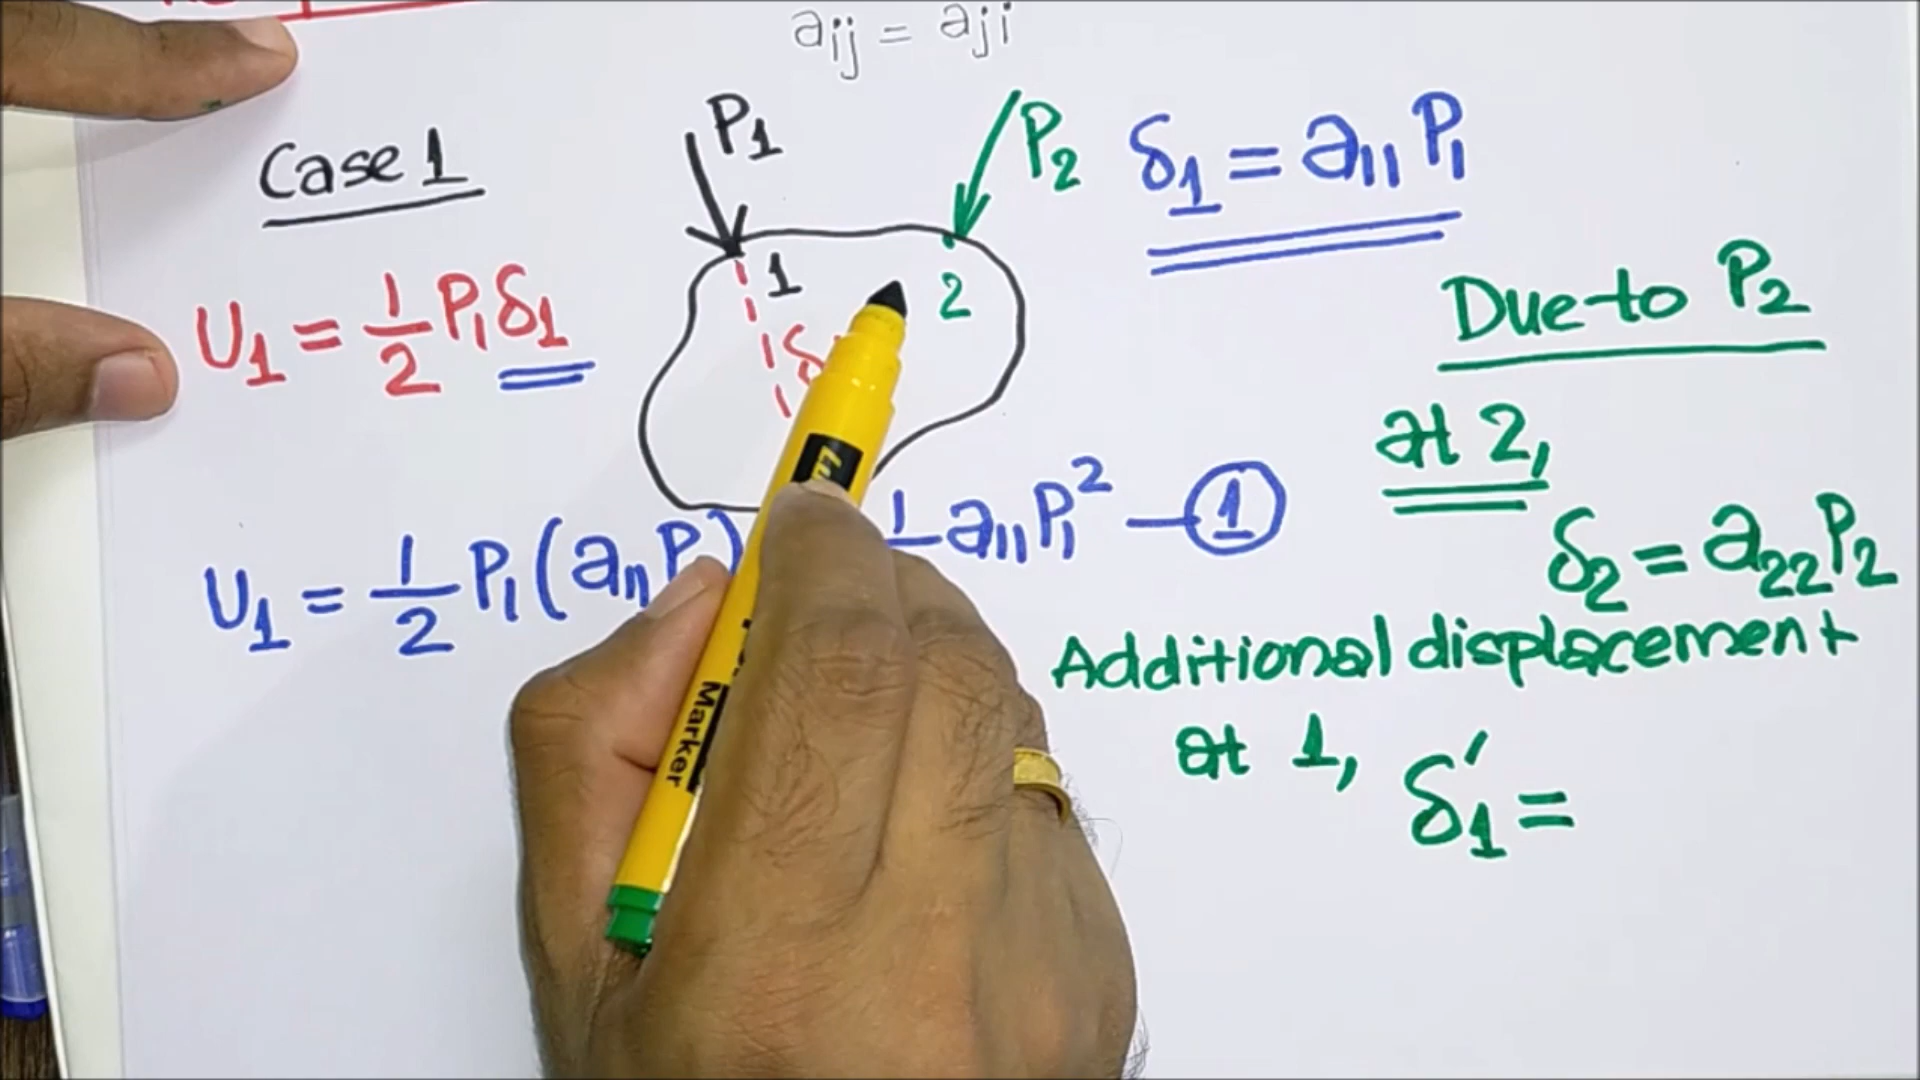 aij = aji
Case 1
P1
P2
δ1 = a11 P1
1
2
δ
U1 = 1/2 P1 δ1
Due to P2
at 2,
δ2 = a22 P2
U1 = 1/2 P1 (a11 P1)
1 a11 P1² — ①
Additional displacement
at 1, δ1′ =
Marker